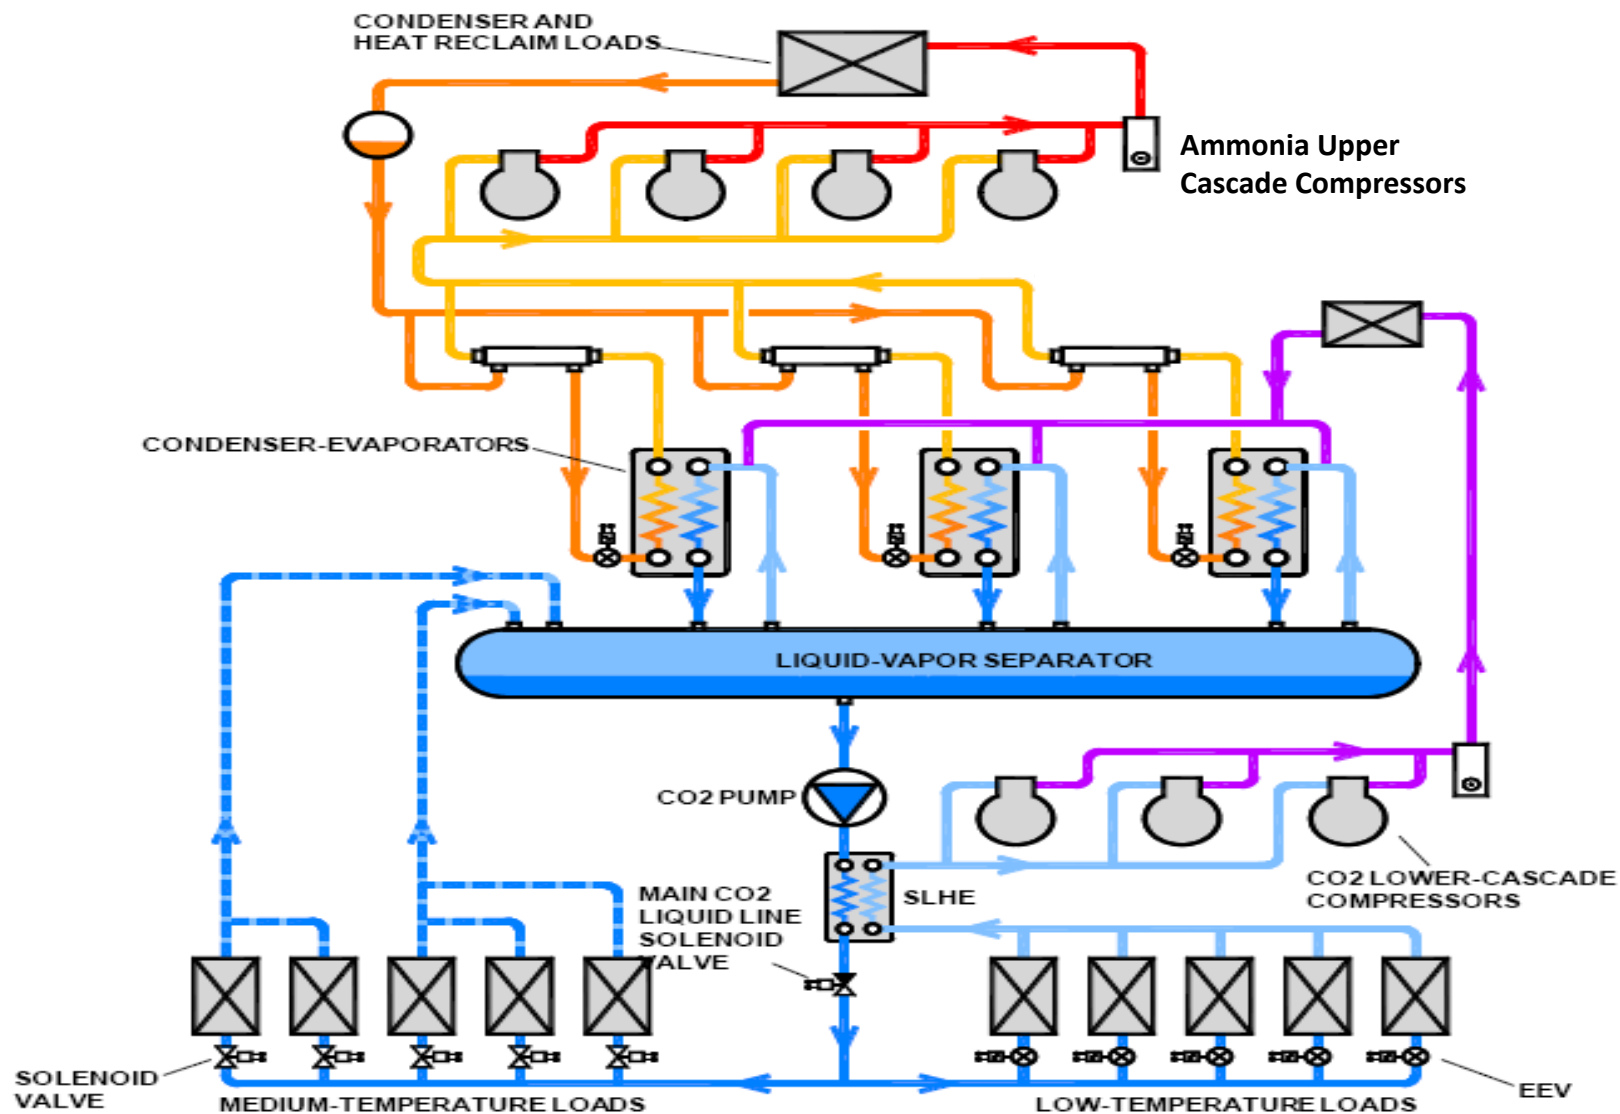 CONDENSER AND
HEAT RECLAIM LOADS
Ammonia Upper
Cascade Compressors
CONDENSER-EVAPORATORS
LIQUID-VAPOR SEPARATOR
CO2 PUMP
MAIN CO2
LIQUID LINE
SOLENOID
VALVE
SLHE
CO2 LOWER-CASCADE
COMPRESSORS
SOLENOID
VALVE
MEDIUM-TEMPERATURE LOADS
LOW-TEMPERATURE LOADS
EEV